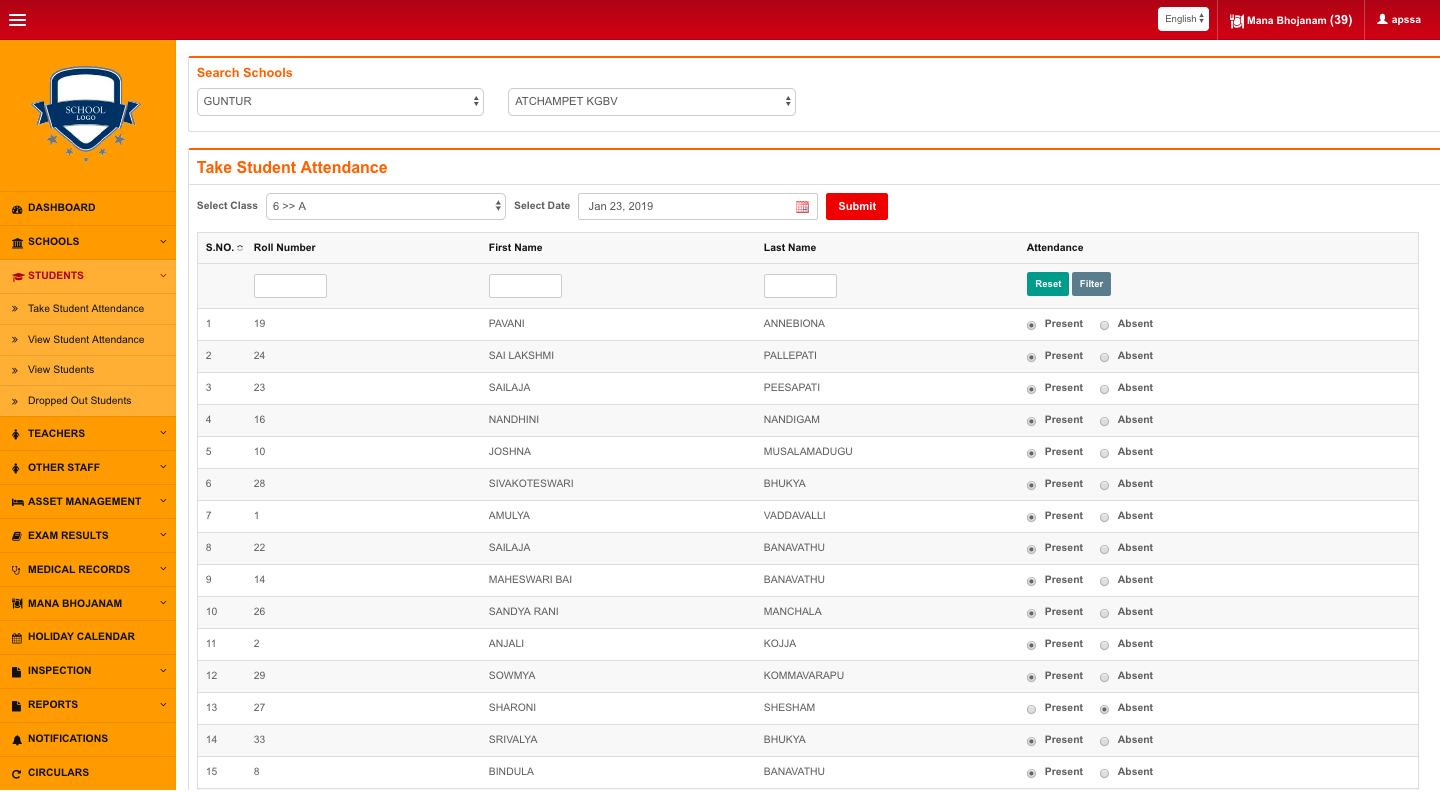 English Mana Bhojanam (39) apssa
SCHOOL
LOGO
DASHBOARD
SCHOOLS
STUDENTS
Take Student Attendance
View Student Attendance
View Students
Dropped Out Students
TEACHERS
OTHER STAFF
ASSET MANAGEMENT
EXAM RESULTS
MEDICAL RECORDS
MANA BHOJANAM
HOLIDAY CALENDAR
INSPECTION
REPORTS
NOTIFICATIONS
CIRCULARS
Search Schools
GUNTUR ATCHAMPET KGBV
Take Student Attendance
Select Class 6 >> A Select Date Jan 23, 2019 Submit
S.NO. Roll Number First Name Last Name Attendance
Reset Filter
1 19 PAVANI ANNEBIONA Present Absent
2 24 SAI LAKSHMI PALLEPATI Present Absent
3 23 SAILAJA PEESAPATI Present Absent
4 16 NANDHINI NANDIGAM Present Absent
5 10 JOSHNA MUSALAMADUGU Present Absent
6 28 SIVAKOTESWARI BHUKYA Present Absent
7 1 AMULYA VADDAVALLI Present Absent
8 22 SAILAJA BANAVATHU Present Absent
9 14 MAHESWARI BAI BANAVATHU Present Absent
10 26 SANDYA RANI MANCHALA Present Absent
11 2 ANJALI KOJJA Present Absent
12 29 SOWMYA KOMMAVARAPU Present Absent
13 27 SHARONI SHESHAM Present Absent
14 33 SRIVALYA BHUKYA Present Absent
15 8 BINDULA BANAVATHU Present Absent